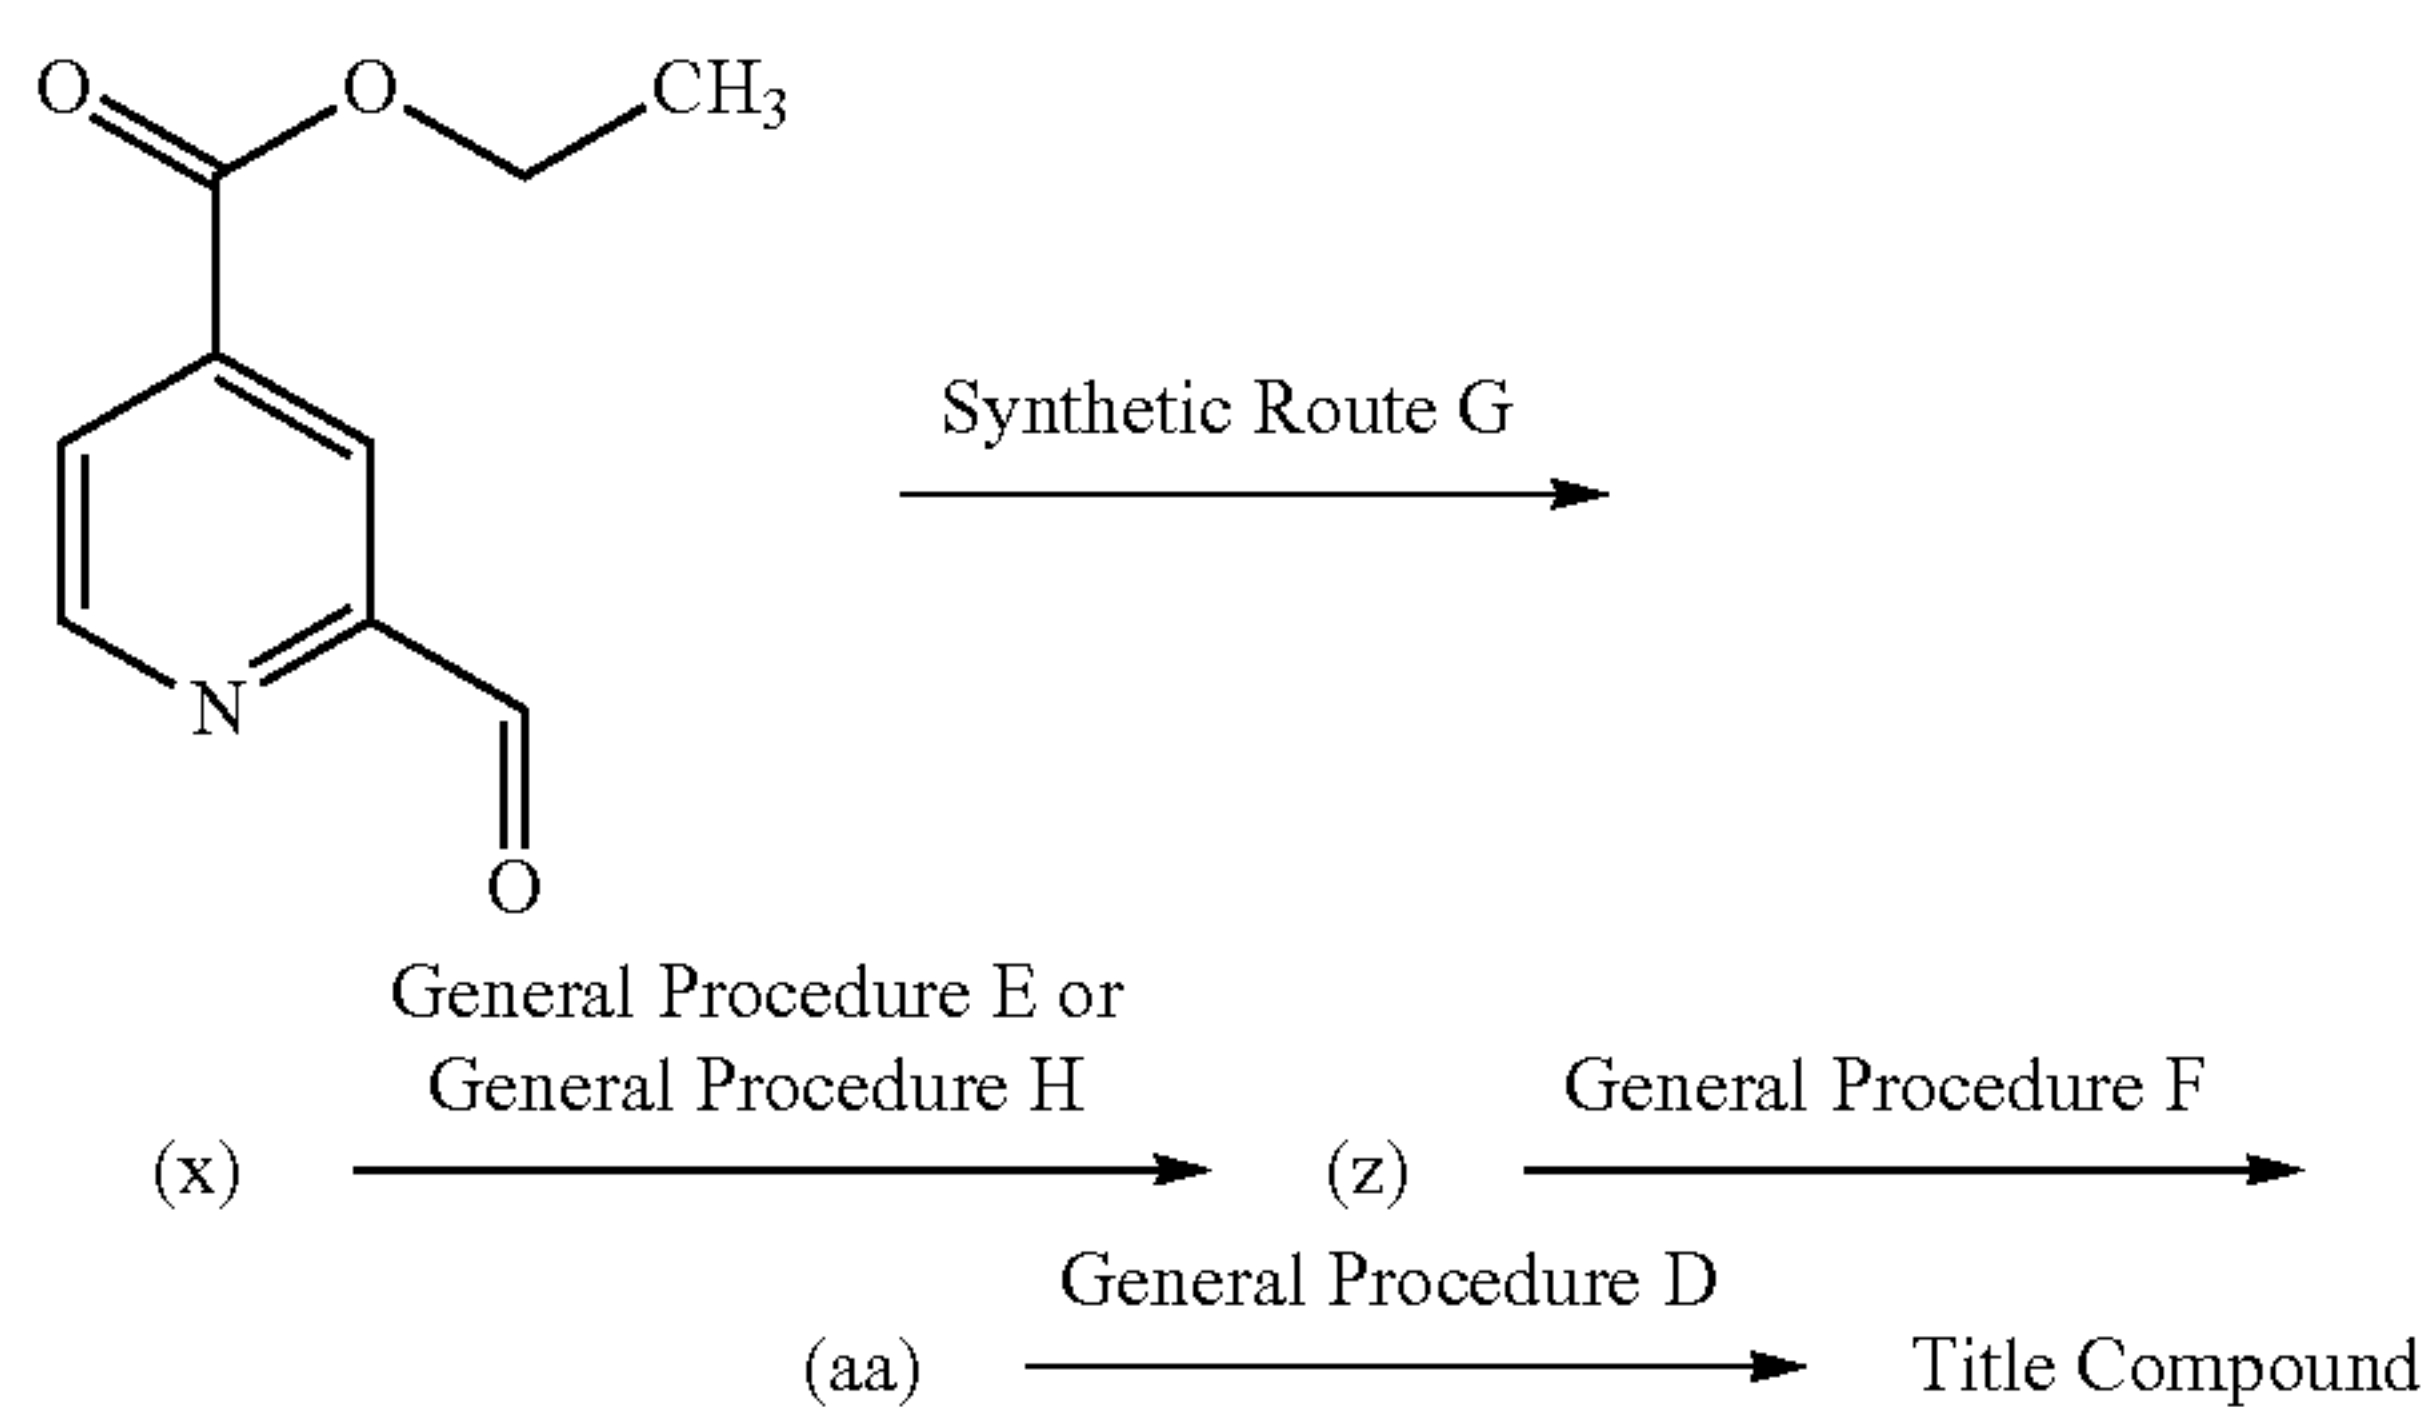 O O CH3
Synthetic Route G
N
O
General Procedure E or
General Procedure H
General Procedure F
(x) (z)
General Procedure D
(aa) Title Compound